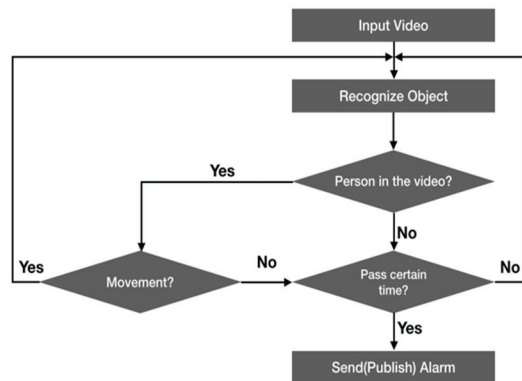 Input Video
Recognize Object
Yes
Person in the video?
No
Yes
Movement?
No
Pass certain
time?
No
Yes
Send(Publish) Alarm